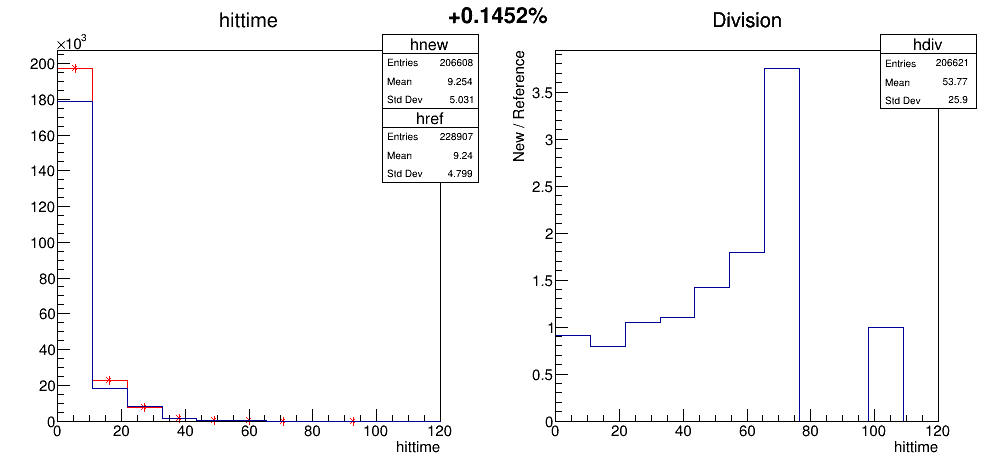 +0.1452%
hittime
×10³
200
180
160
140
120
100
80
60
40
20
0
0 20 40 60 80 100 120
hittime
hnew
Entries 206608
Mean 9.254
Std Dev 5.031
href
Entries 228907
Mean 9.24
Std Dev 4.799
Division
New / Reference
3.5
3
2.5
2
1.5
1
0.5
0
0 20 40 60 80 100 120
hittime
hdiv
Entries 206621
Mean 53.77
Std Dev 25.9